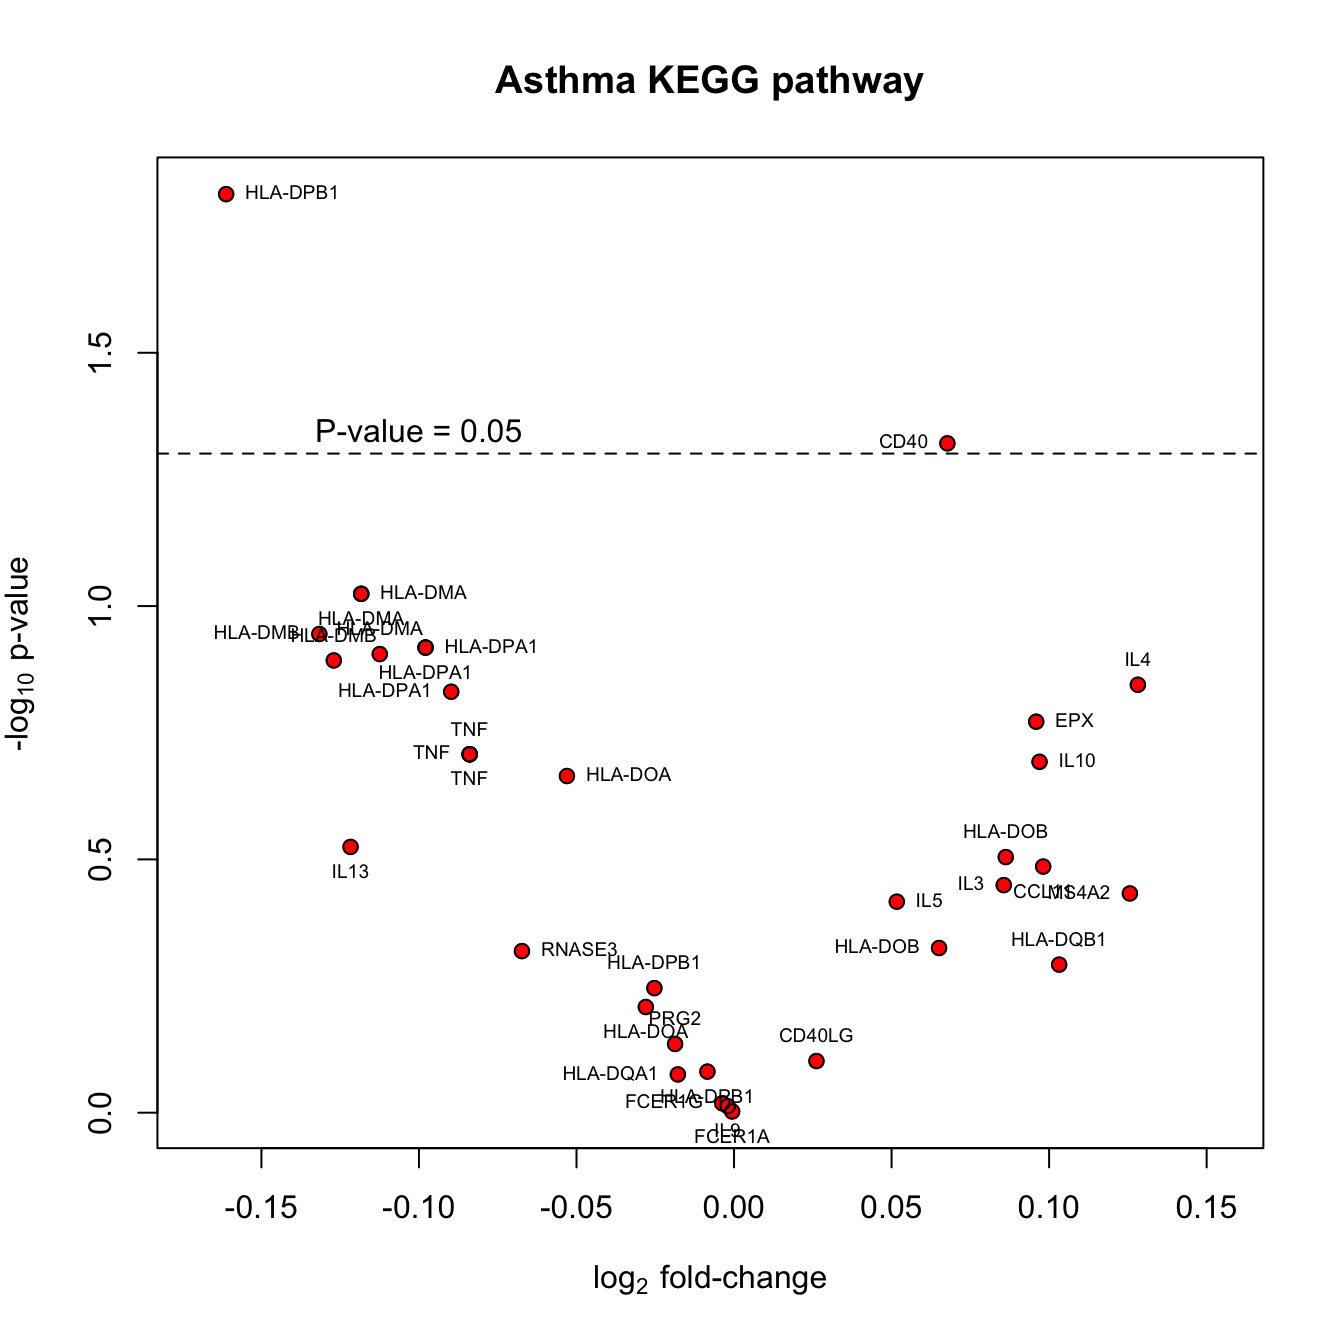 Asthma KEGG pathway
HLA-DPB1
1.5
P-value = 0.05
CD40
1.0
HLA-DMA
HLA-DMA
HLA-DMA
HLA-DMB
HLA-DMB
HLA-DPA1
HLA-DPA1
HLA-DPA1
IL4
EPX
TNF
TNF
TNF
IL10
HLA-DOA
HLA-DOB
0.5
IL13
IL3
CCL11
MS4A2
IL5
HLA-DQB1
HLA-DOB
RNASE3
HLA-DPB1
PRG2
HLA-DOA
CD40LG
HLA-DQA1
HLA-DPB1
FCER1G
0.0
IL9
FCER1A
-log10 p-value
-0.15 -0.10 -0.05 0.00 0.05 0.10 0.15
log2 fold-change